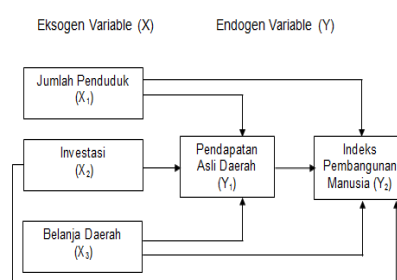 Eksogen Variable (X)
Endogen Variable (Y)
Jumlah Penduduk
(X₁)
Investasi
(X₂)
Belanja Daerah
(X₃)
Pendapatan
Asli Daerah
(Y₁)
Indeks
Pembangunan
Manusia (Y₂)